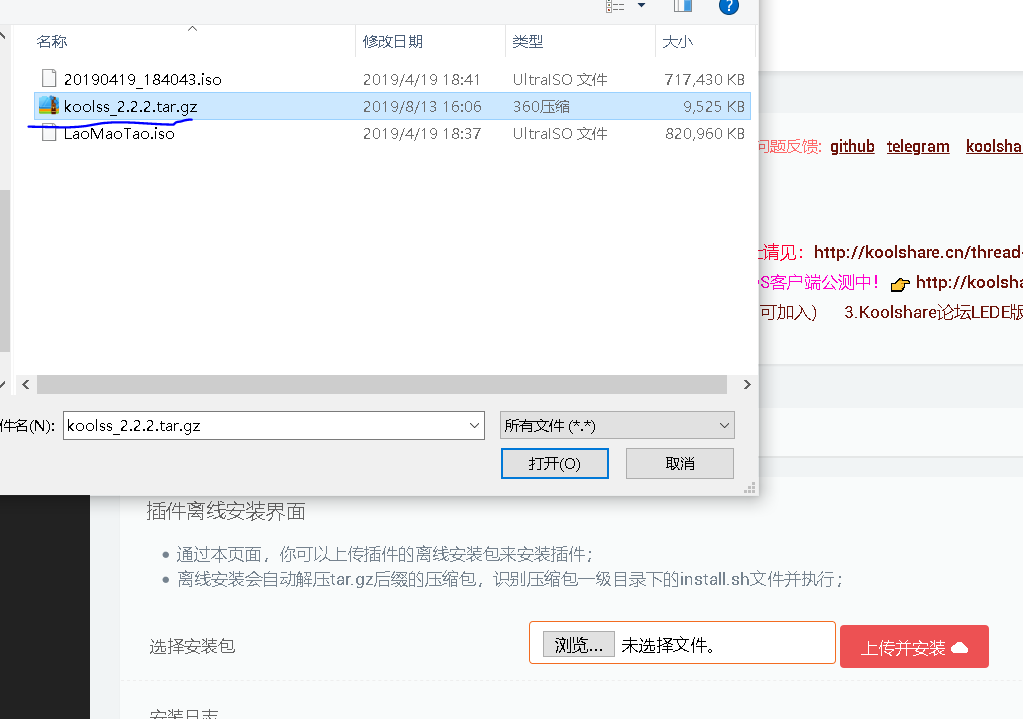 名称 修改日期 类型 大小
20190419_184043.iso 2019/4/19 18:41 UltraISO 文件 717,430 KB
koolss_2.2.2.tar.gz 2019/8/13 16:06 360压缩 9,525 KB
LaoMaoTao.iso 2019/4/19 18:37 UltraISO 文件 820,960 KB
问题反馈: github telegram koolsha
请见：http://koolshare.cn/thread-
S客户端公测中！ 👉 http://koolsha
可加入) 3.Koolshare论坛LEDE版
件名(N): koolss_2.2.2.tar.gz 所有文件 (*.*)
打开(O) 取消
插件离线安装界面
• 通过本页面，你可以上传插件的离线安装包来安装插件；
• 离线安装会自动解压tar.gz后缀的压缩包，识别压缩包一级目录下的install.sh文件并执行；
选择安装包 浏览... 未选择文件。 上传并安装
安装日志